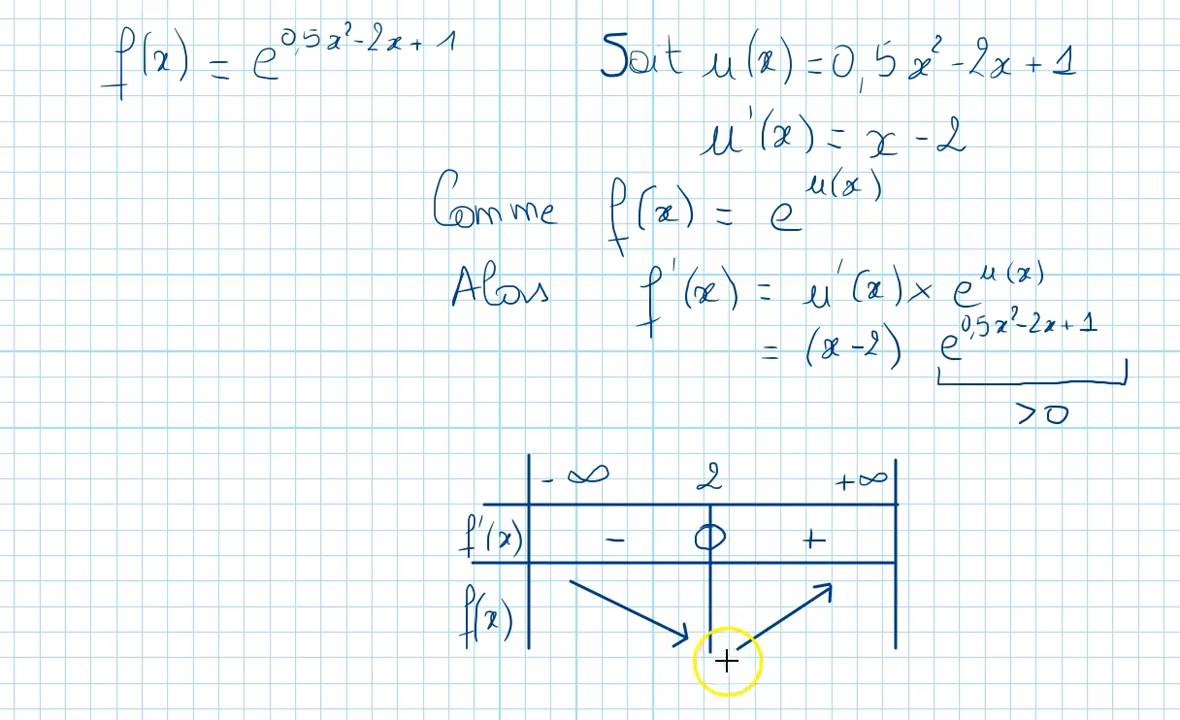 f(x) = e^{0,5x²-2x+1}
Soit u(x) = 0,5x² - 2x + 1
u'(x) = x - 2
Comme f(x) = e^{u(x)}
Alors f'(x) = u'(x) × e^{u(x)}
= (x-2) e^{0,5x²-2x+1}
>0
-∞ 2 +∞
f'(x) - 0 +
f(x)